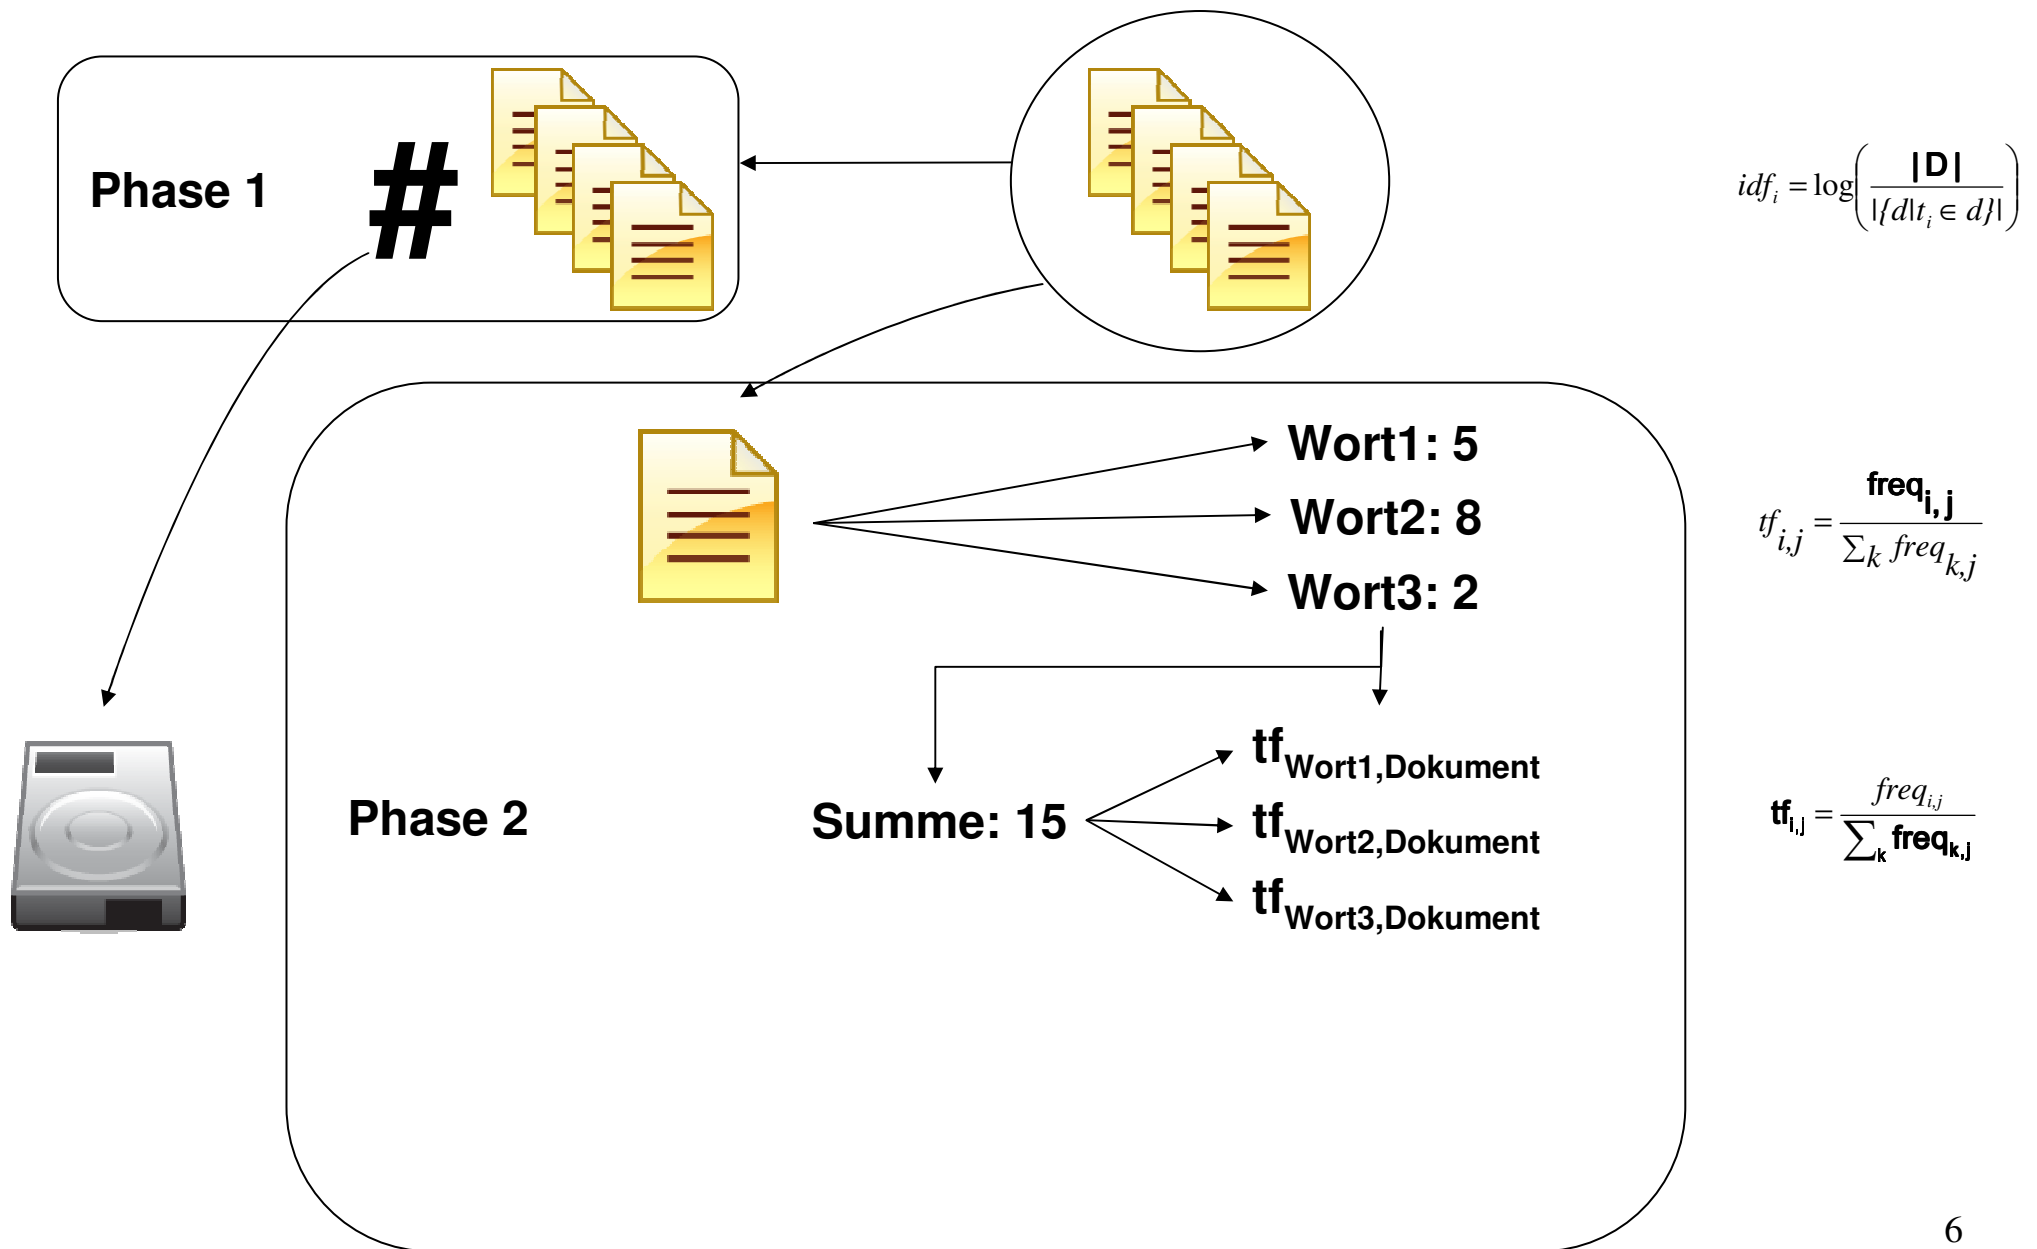 Phase 1 #
idf_i = log(|D| / |{d|t_i ∈ d}|)
Wort1: 5
Wort2: 8
Wort3: 2
tf_i,j = freq_i,j / ∑_k freq_k,j
Phase 2
Summe: 15
tf_Wort1,Dokument
tf_Wort2,Dokument
tf_Wort3,Dokument
tf_i,j = freq_i,j / ∑_k freq_k,j
6